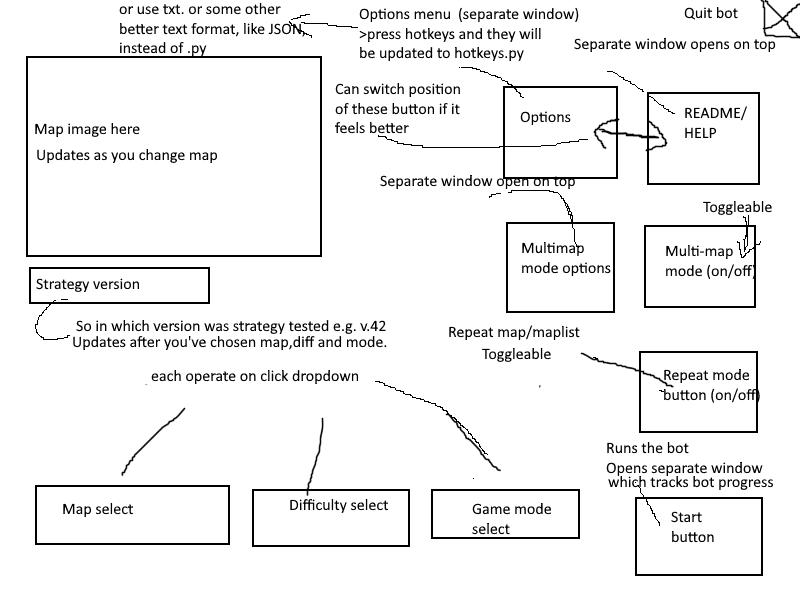 or use txt. or some other
better text format, like JSON,
instead of .py
Options menu (separate window)
>press hotkeys and they will
be updated to hotkeys.py
Quit bot
Separate window opens on top
Can switch position
of these button if it
feels better
Options
README/
HELP
Map image here
Updates as you change map
Separate window open on top
Toggleable
Multimap
mode options
Multi-map
mode (on/off)
Strategy version
So in which version was strategy tested e.g. v.42
Updates after you've chosen map,diff and mode.
Repeat map/maplist
Toggleable
each operate on click dropdown
Repeat mode
button (on/off)
Runs the bot
Opens separate window
which tracks bot progress
Map select
Difficulty select
Game mode
select
Start
button